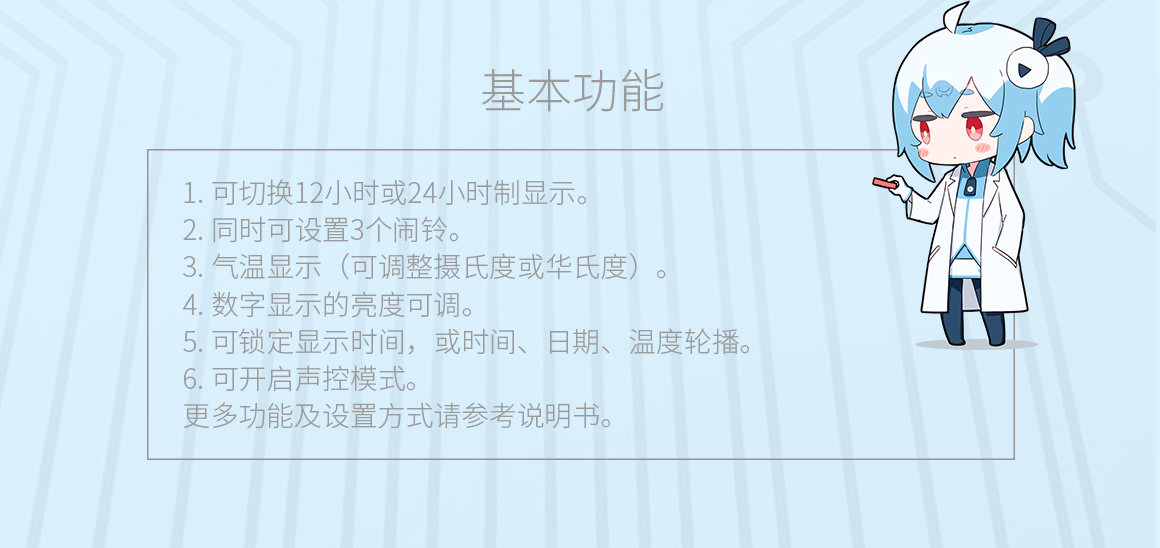 基本功能
1. 可切换12小时或24小时制显示。
2. 同时可设置3个闹铃。
3. 气温显示（可调整摄氏度或华氏度）。
4. 数字显示的亮度可调。
5. 可锁定显示时间，或时间、日期、温度轮播。
6. 可开启声控模式。
更多功能及设置方式请参考说明书。